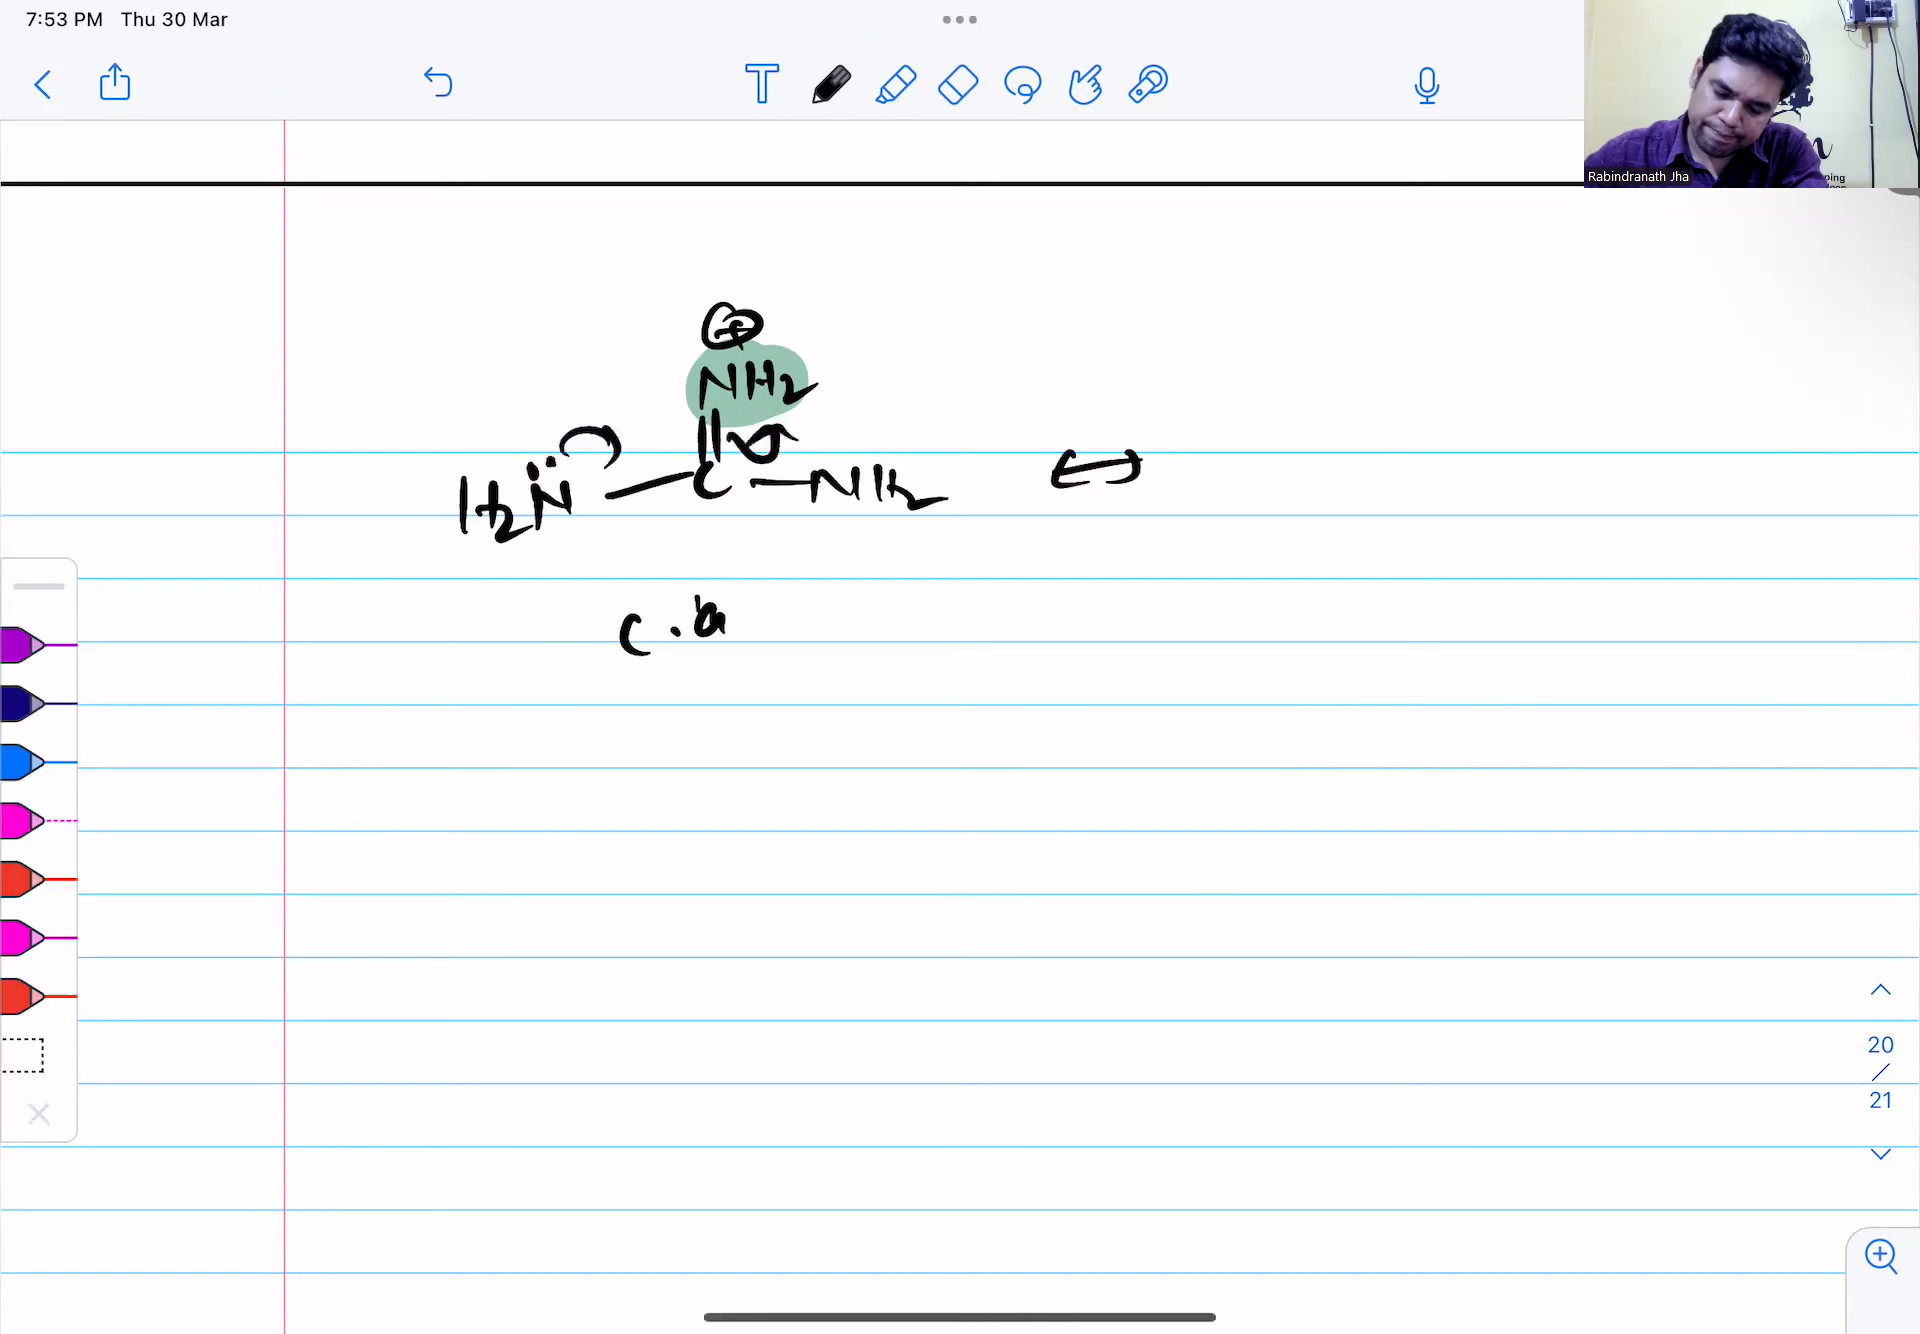 7:53 PM Thu 30 Mar
Rabindranath Jha
⊕
NH2
H2N̈ — C — NH2 ↔
20
/
21